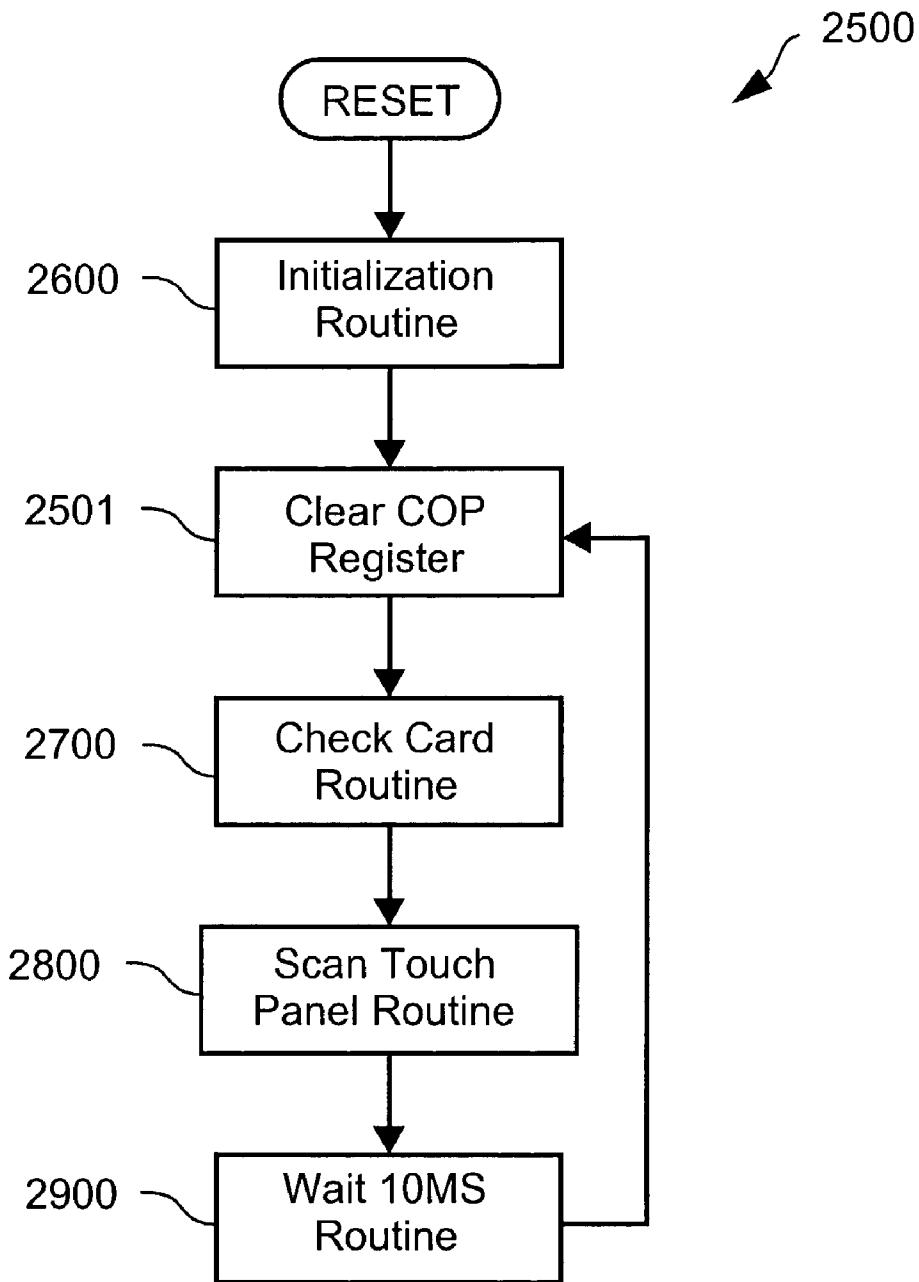 2500
RESET
2600
Initialization
Routine
2501
Clear COP
Register
2700
Check Card
Routine
2800
Scan Touch
Panel Routine
2900
Wait 10MS
Routine